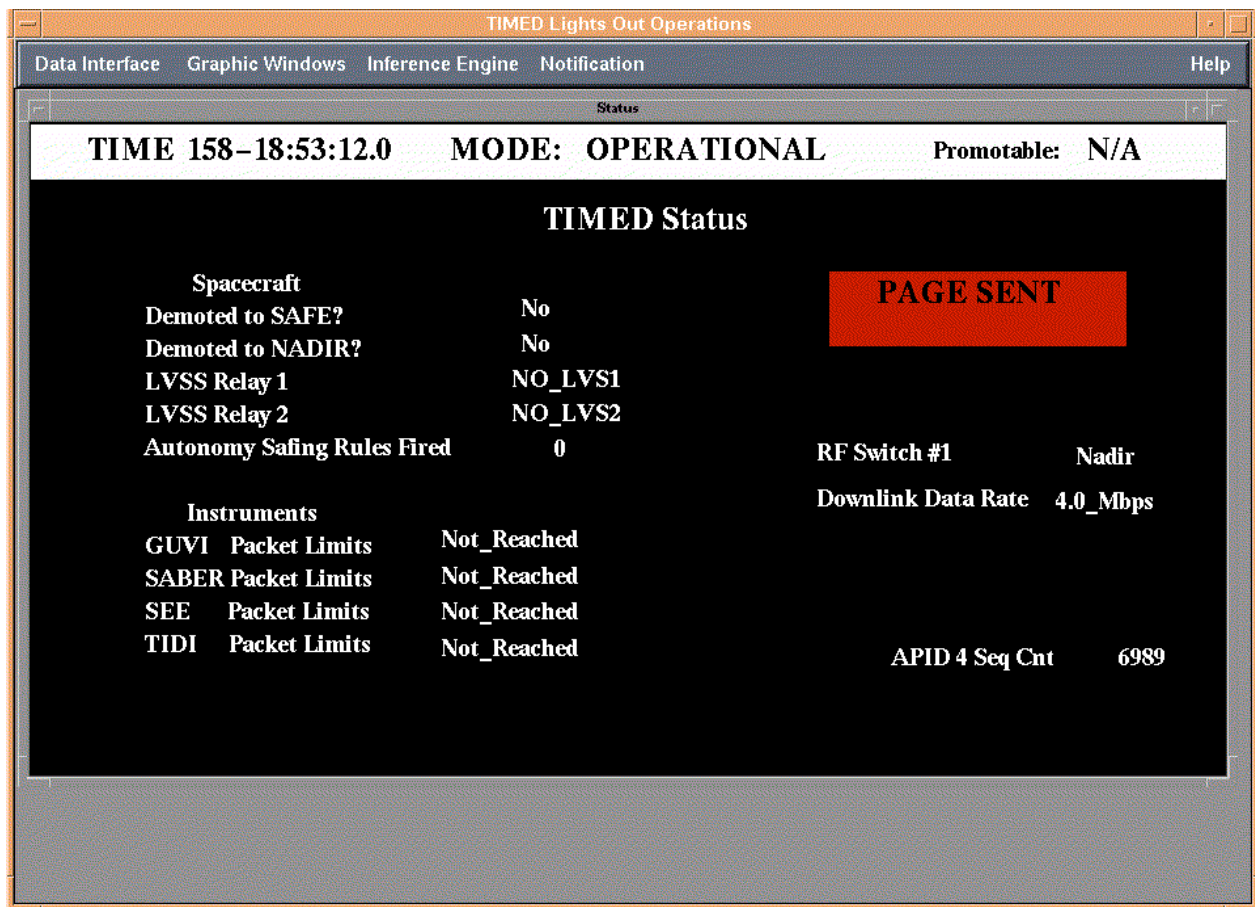 TIMED Lights Out Operations
Data Interface Graphic Windows Inference Engine Notification Help
Status
TIME 158-18:53:12.0 MODE: OPERATIONAL Promotable: N/A
TIMED Status
Spacecraft
PAGE SENT
Demoted to SAFE? No
Demoted to NADIR? No
LVSS Relay 1 NO_LVS1
LVSS Relay 2 NO_LVS2
Autonomy Safing Rules Fired 0
RF Switch #1 Nadir
Downlink Data Rate 4.0_Mbps
Instruments
GUVI Packet Limits Not_Reached
SABER Packet Limits Not_Reached
SEE Packet Limits Not_Reached
TIDI Packet Limits Not_Reached
APID 4 Seq Cnt 6989